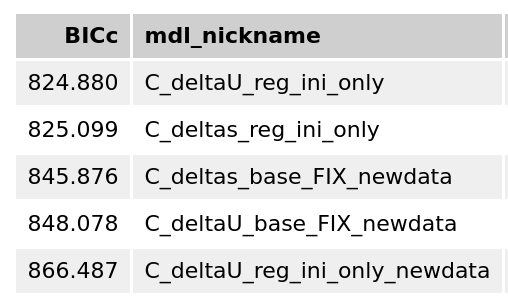 BICc mdl_nickname
824.880 C_deltaU_reg_ini_only
825.099 C_deltas_reg_ini_only
845.876 C_deltas_base_FIX_newdata
848.078 C_deltaU_base_FIX_newdata
866.487 C_deltaU_reg_ini_only_newdata